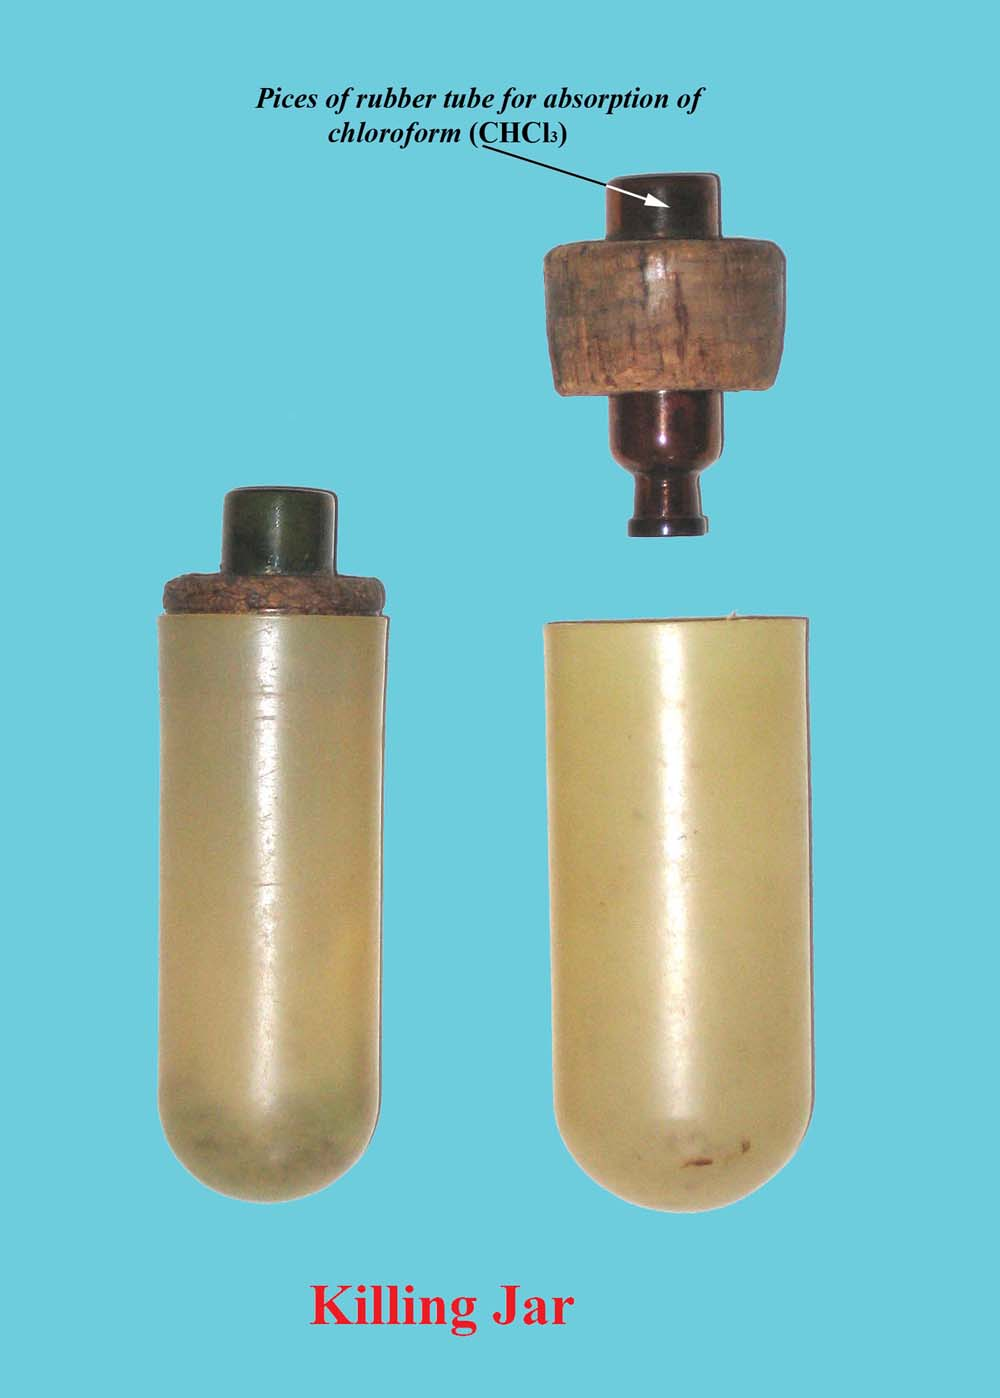 Pices of rubber tube for absorption of
chloroform (CHCl₃)
Killing Jar